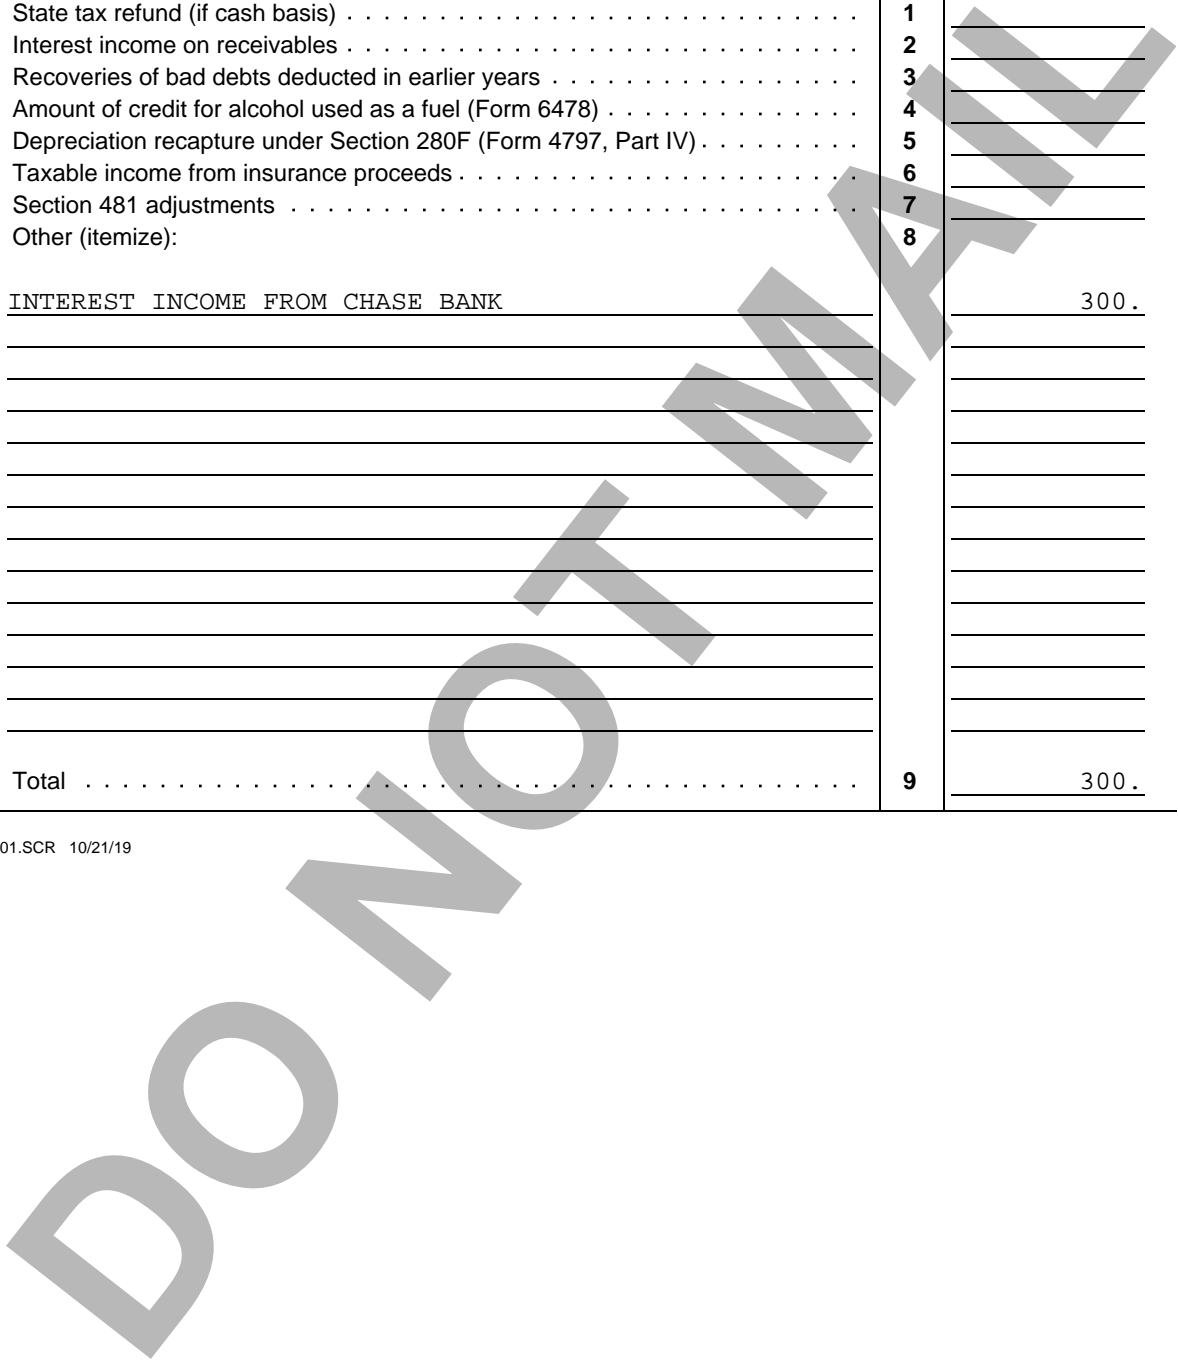 State tax refund (if cash basis) . . . . . . . . . . . . . . . . . . . . . . . . . . . . 1
Interest income on receivables . . . . . . . . . . . . . . . . . . . . . . . . . . . . 2
Recoveries of bad debts deducted in earlier years . . . . . . . . . . . . . . . . . 3
Amount of credit for alcohol used as a fuel (Form 6478) . . . . . . . . . . . . . . 4
Depreciation recapture under Section 280F (Form 4797, Part IV) . . . . . . . . . 5
Taxable income from insurance proceeds . . . . . . . . . . . . . . . . . . . . . . 6
Section 481 adjustments . . . . . . . . . . . . . . . . . . . . . . . . . . . . . . . 7
Other (itemize): 8
INTEREST INCOME FROM CHASE BANK 300.
Total . . . . . . . . . . . . . . . . . . . . . . . . . . . . . . . . . . . . . . . . . . 9 300.
01.SCR 10/21/19
DO NOT MAIL